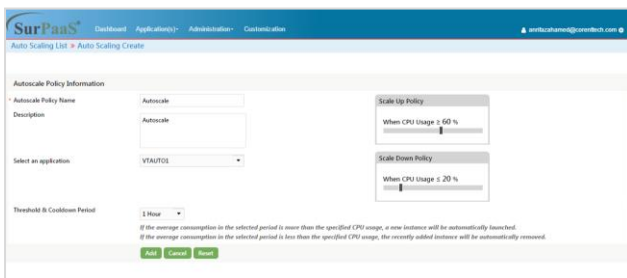 SurPaaS
Dashboard Application(s) Administration Customization
Auto Scaling List » Auto Scaling Create
Autoscale Policy Information
* Autoscale Policy Name Autoscale
Description Autoscale
Select an application VTAUTO1
Threshold & Cooldown Period 1 Hour
If the average consumption in the selected period is more than the specified CPU usage, a new instance will be automatically launched.
If the average consumption in the selected period is less than the specified CPU usage, the recently added instance will be automatically removed.
Add Cancel Reset
Scale Up Policy
When CPU Usage ≥ 60 %
Scale Down Policy
When CPU Usage ≤ 20 %